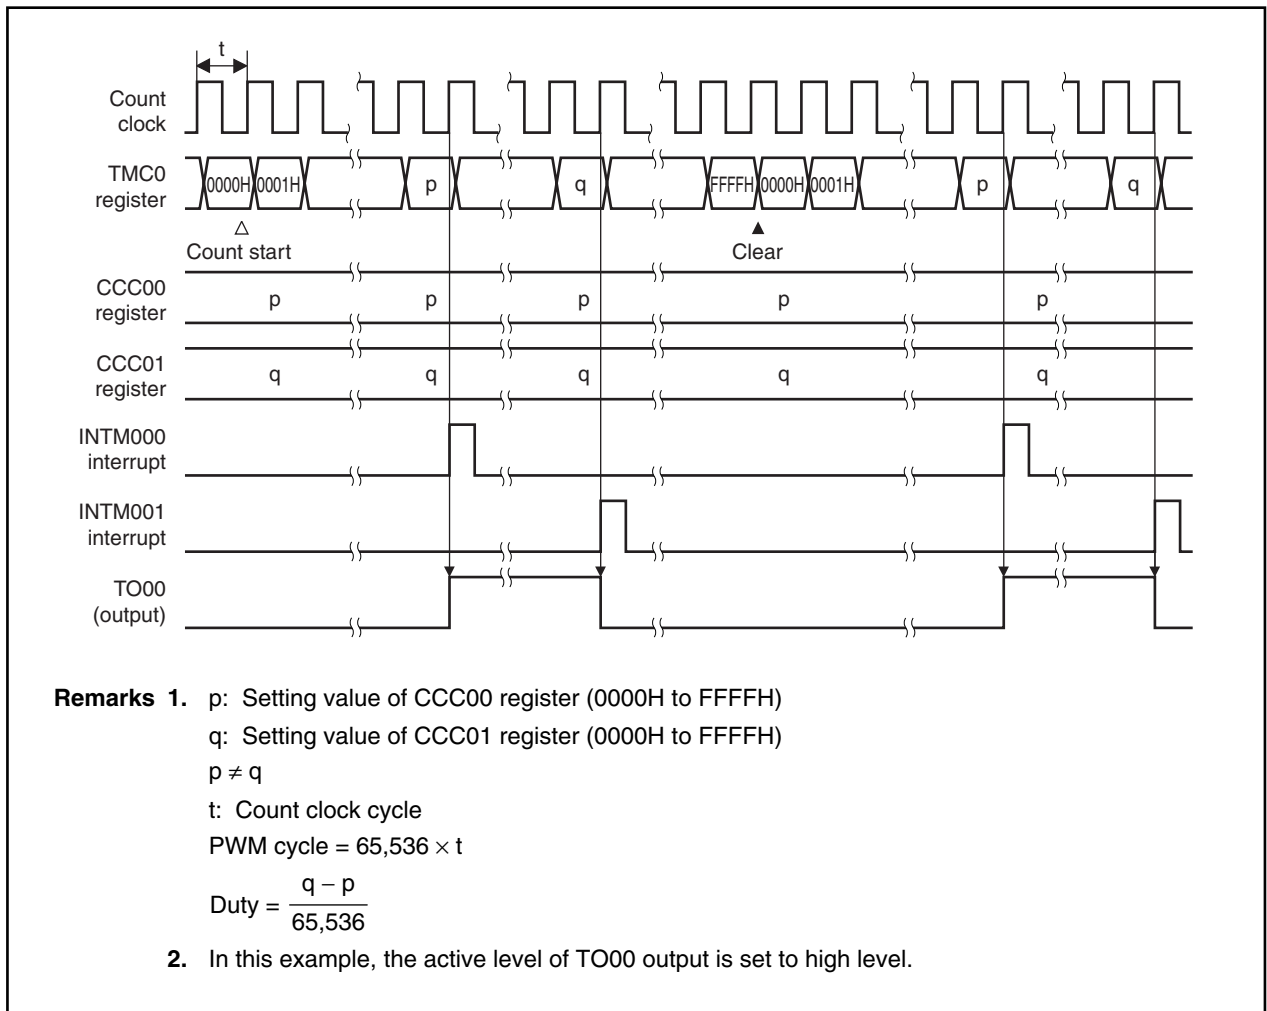 t
Count
clock
TMC0
register
0000H 0001H p q FFFFH 0000H 0001H p q
Count start Clear
CCC00
register
p p p p p
CCC01
register
q q q q q
INTM000
interrupt
INTM001
interrupt
TO00
(output)
Remarks 1. p: Setting value of CCC00 register (0000H to FFFFH)
q: Setting value of CCC01 register (0000H to FFFFH)
p ≠ q
t: Count clock cycle
PWM cycle = 65,536 × t
Duty = q − p
65,536
2. In this example, the active level of TO00 output is set to high level.